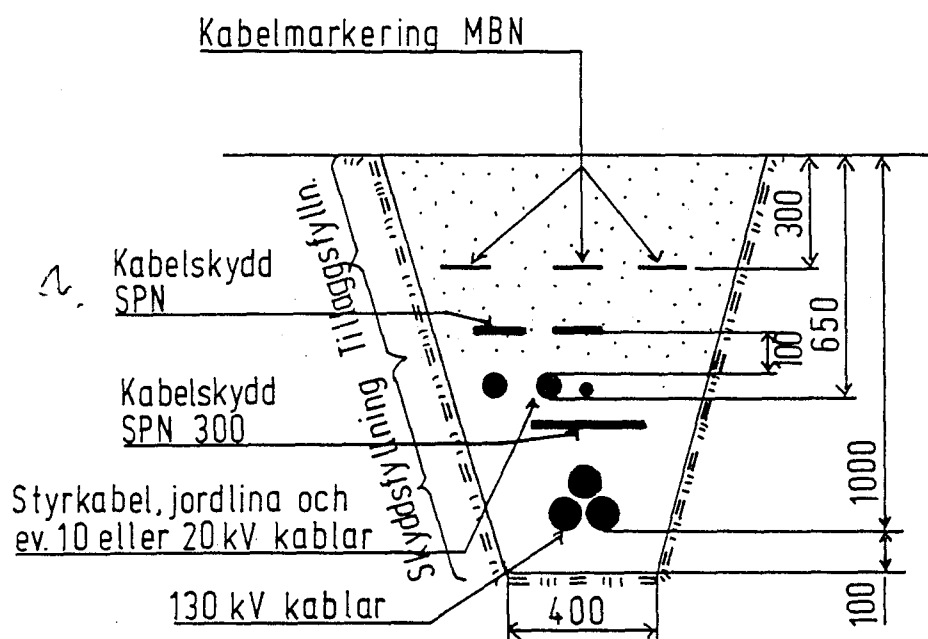 Kabelmarkering MBN
Tilläggsfylln.
300
Kabelskydd
SPN
650
100
Kabelskydd
SPN 300
Skyddsfyllning
1000
Styrkabel, jordlina och
ev. 10 eller 20 kV kablar
130 kV kablar
400
100